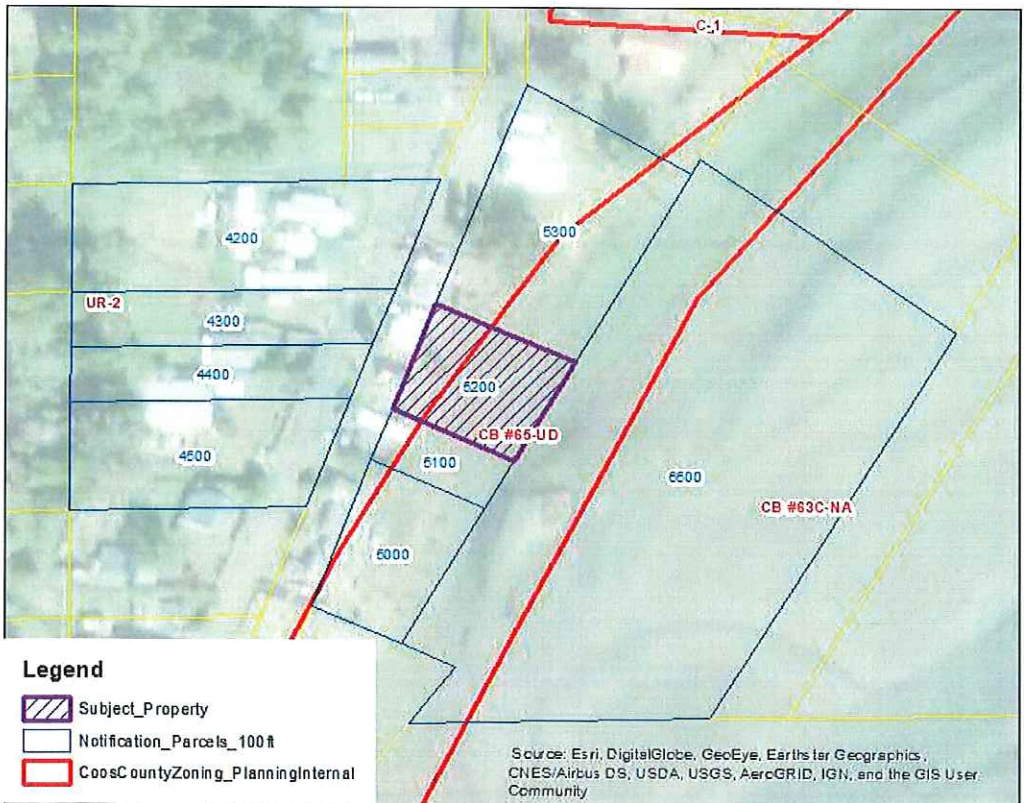 C-1
4200
5300
UR-2
4300
4400
5200
CB #65-UD
4500
5100
6600
CB #63C-NA
5000
Legend
Subject_Property
Notification_Parcels_100ft
CoosCountyZoning_PlanningInternal
Source: Esri, DigitalGlobe, GeoEye, Earthstar Geographics,
CNES/Airbus DS, USDA, USGS, AeroGRID, IGN, and the GIS User
Community